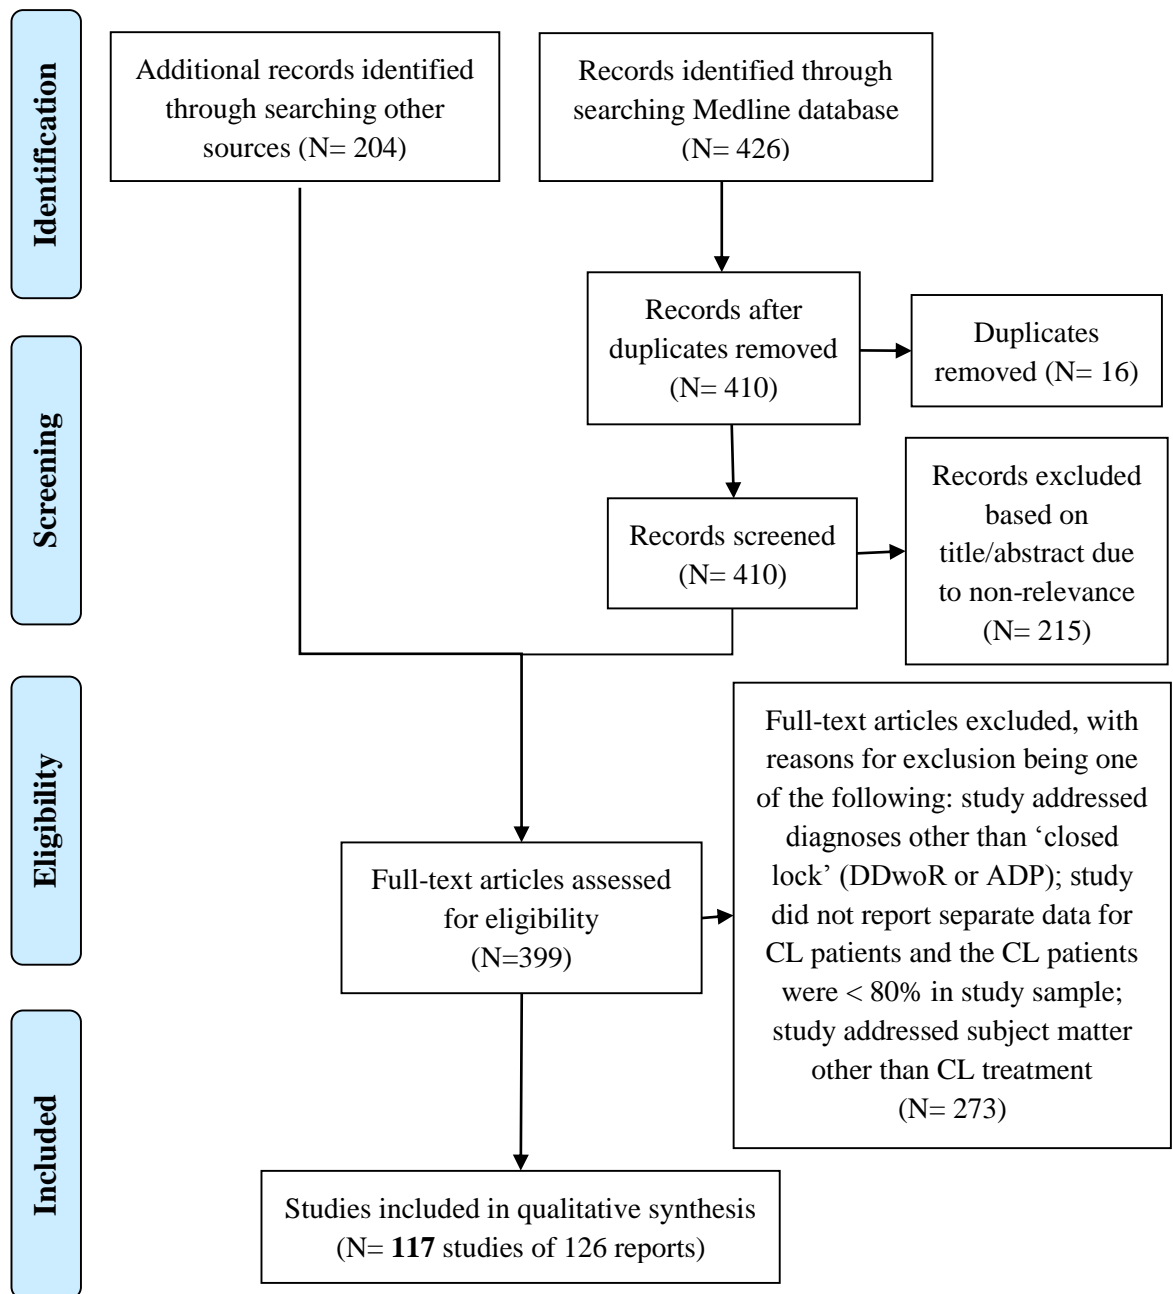 Identification
Additional records identified
through searching other
sources (N= 204)
Records identified through
searching Medline database
(N= 426)
Records after
duplicates removed
(N= 410)
Duplicates
removed (N= 16)
Screening
Records screened
(N= 410)
Records excluded
based on
title/abstract due
to non-relevance
(N= 215)
Eligibility
Full-text articles assessed
for eligibility
(N=399)
Full-text articles excluded, with
reasons for exclusion being one
of the following: study addressed
diagnoses other than ‘closed
lock’ (DDwoR or ADP); study
did not report separate data for
CL patients and the CL patients
were < 80% in study sample;
study addressed subject matter
other than CL treatment
(N= 273)
Included
Studies included in qualitative synthesis
(N= 117 studies of 126 reports)